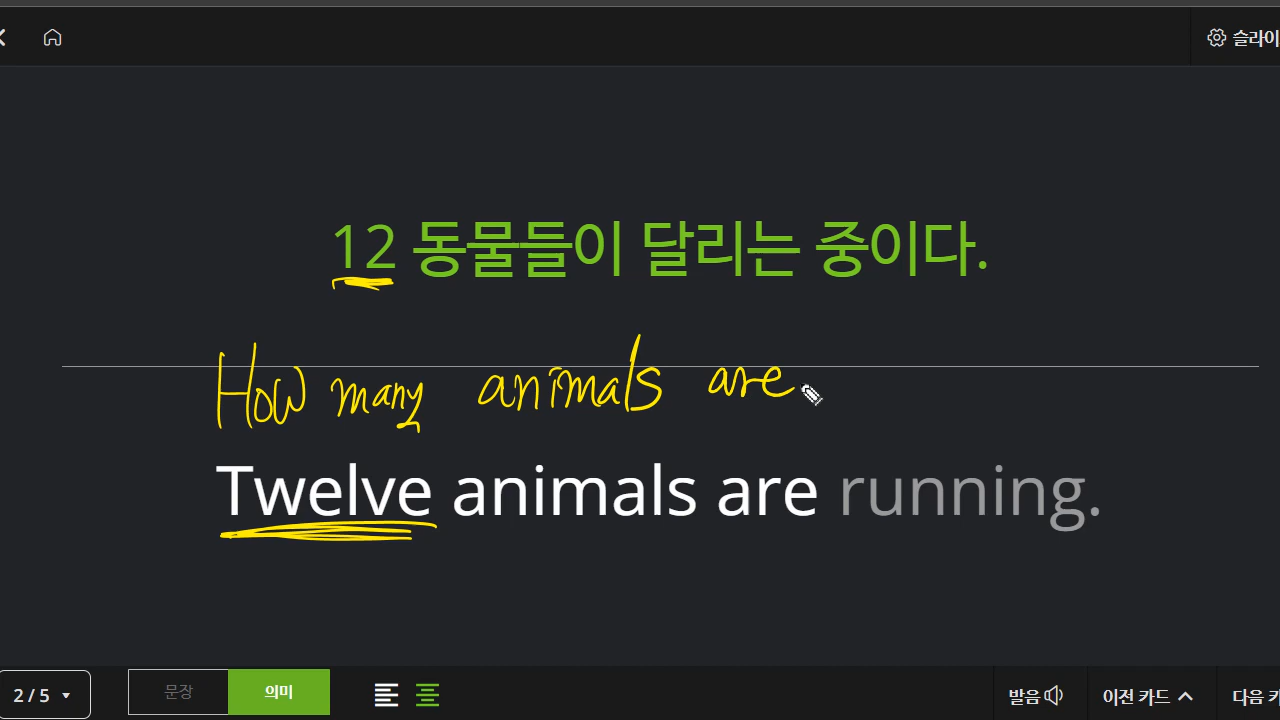 슬라이
12 동물들이 달리는 중이다.
How many animals are
Twelve animals are running.
2 / 5 문장 의미 발음 이전 카드 다음 카